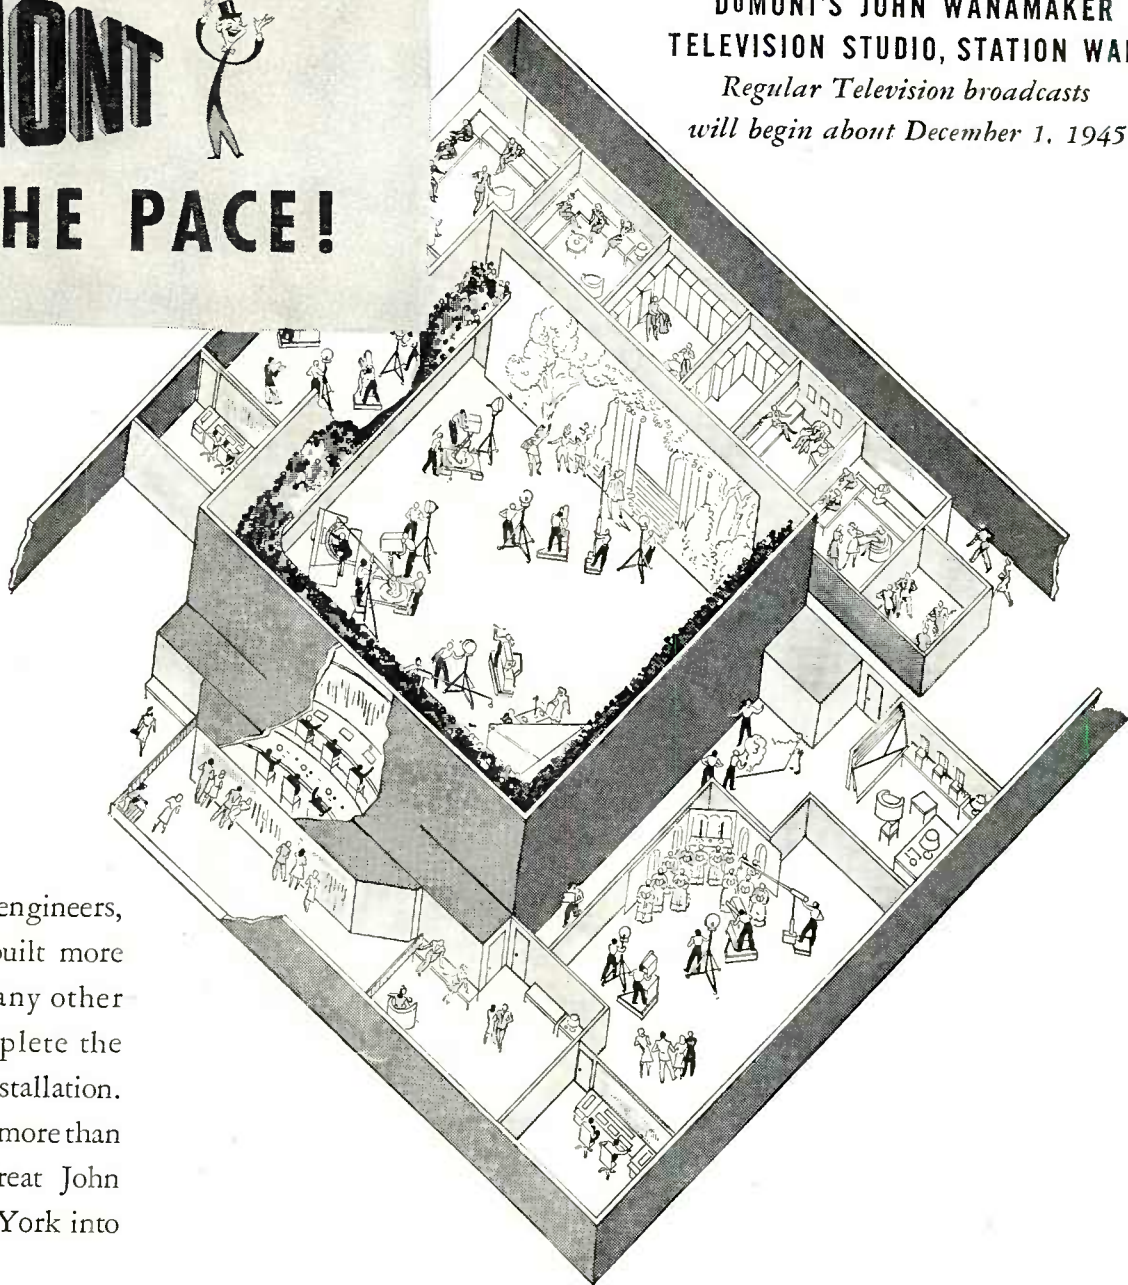 MONT
HE PACE!
DUMONT'S JOHN WANAMAKER
TELEVISION STUDIO, STATION WA
Regular Television broadcasts
will begin about December 1, 1945
engineers,
uilt more
any other
plete the
stallation.
more than
reat John
York into